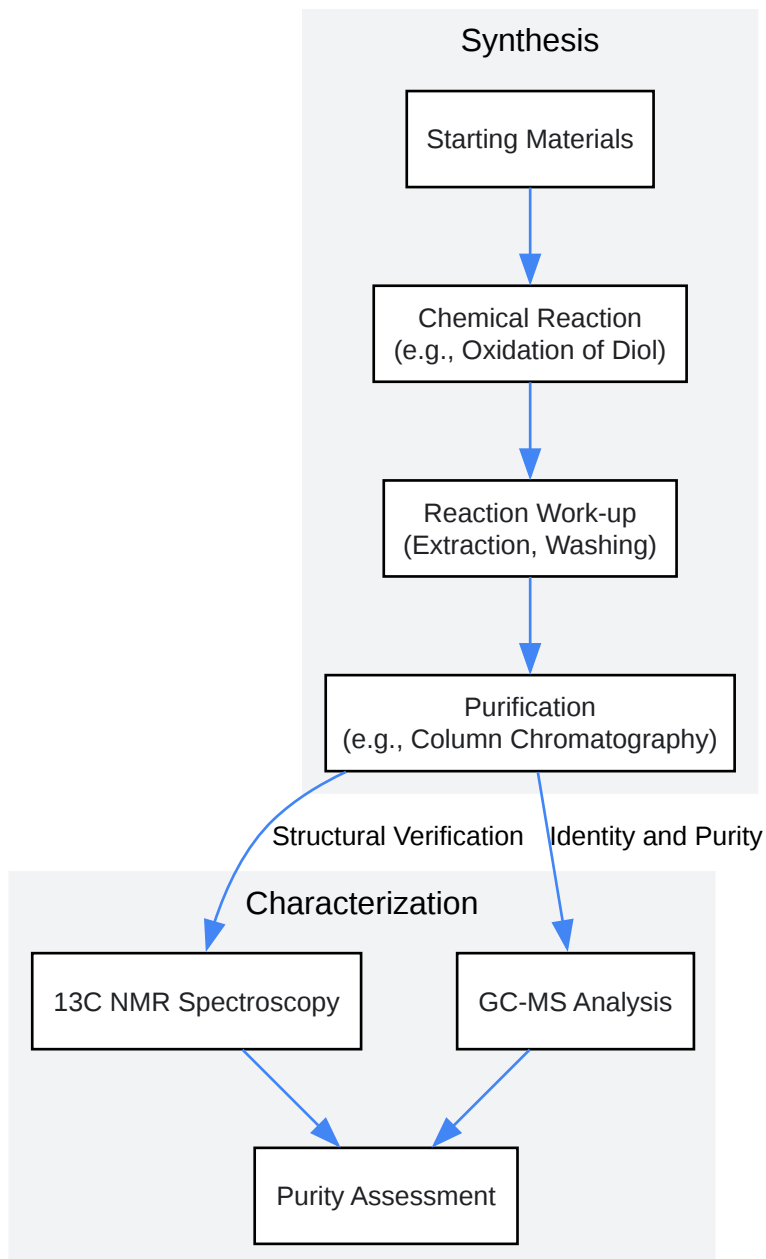 Synthesis
Starting Materials
Chemical Reaction
(e.g., Oxidation of Diol)
Reaction Work-up
(Extraction, Washing)
Purification
(e.g., Column Chromatography)
Structural Verification
Identity and Purity
Characterization
13C NMR Spectroscopy
GC-MS Analysis
Purity Assessment